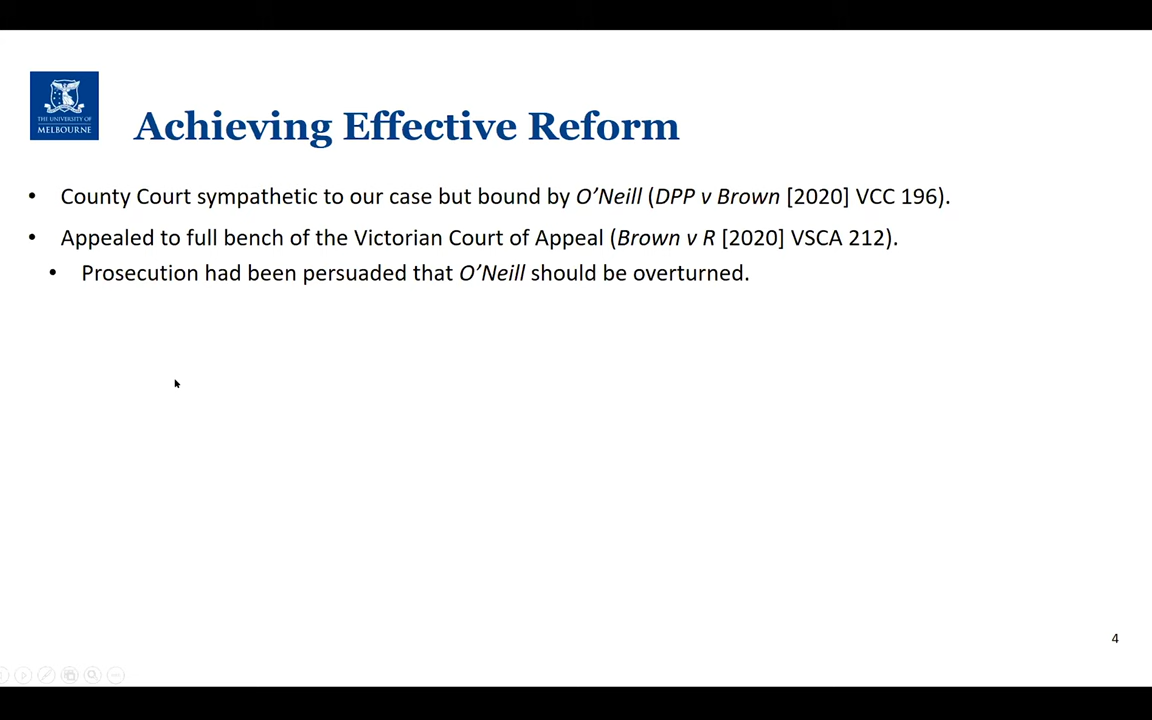 THE UNIVERSITY OF
MELBOURNE
Achieving Effective Reform
• County Court sympathetic to our case but bound by O’Neill (DPP v Brown [2020] VCC 196).
• Appealed to full bench of the Victorian Court of Appeal (Brown v R [2020] VSCA 212).
• Prosecution had been persuaded that O’Neill should be overturned.
4